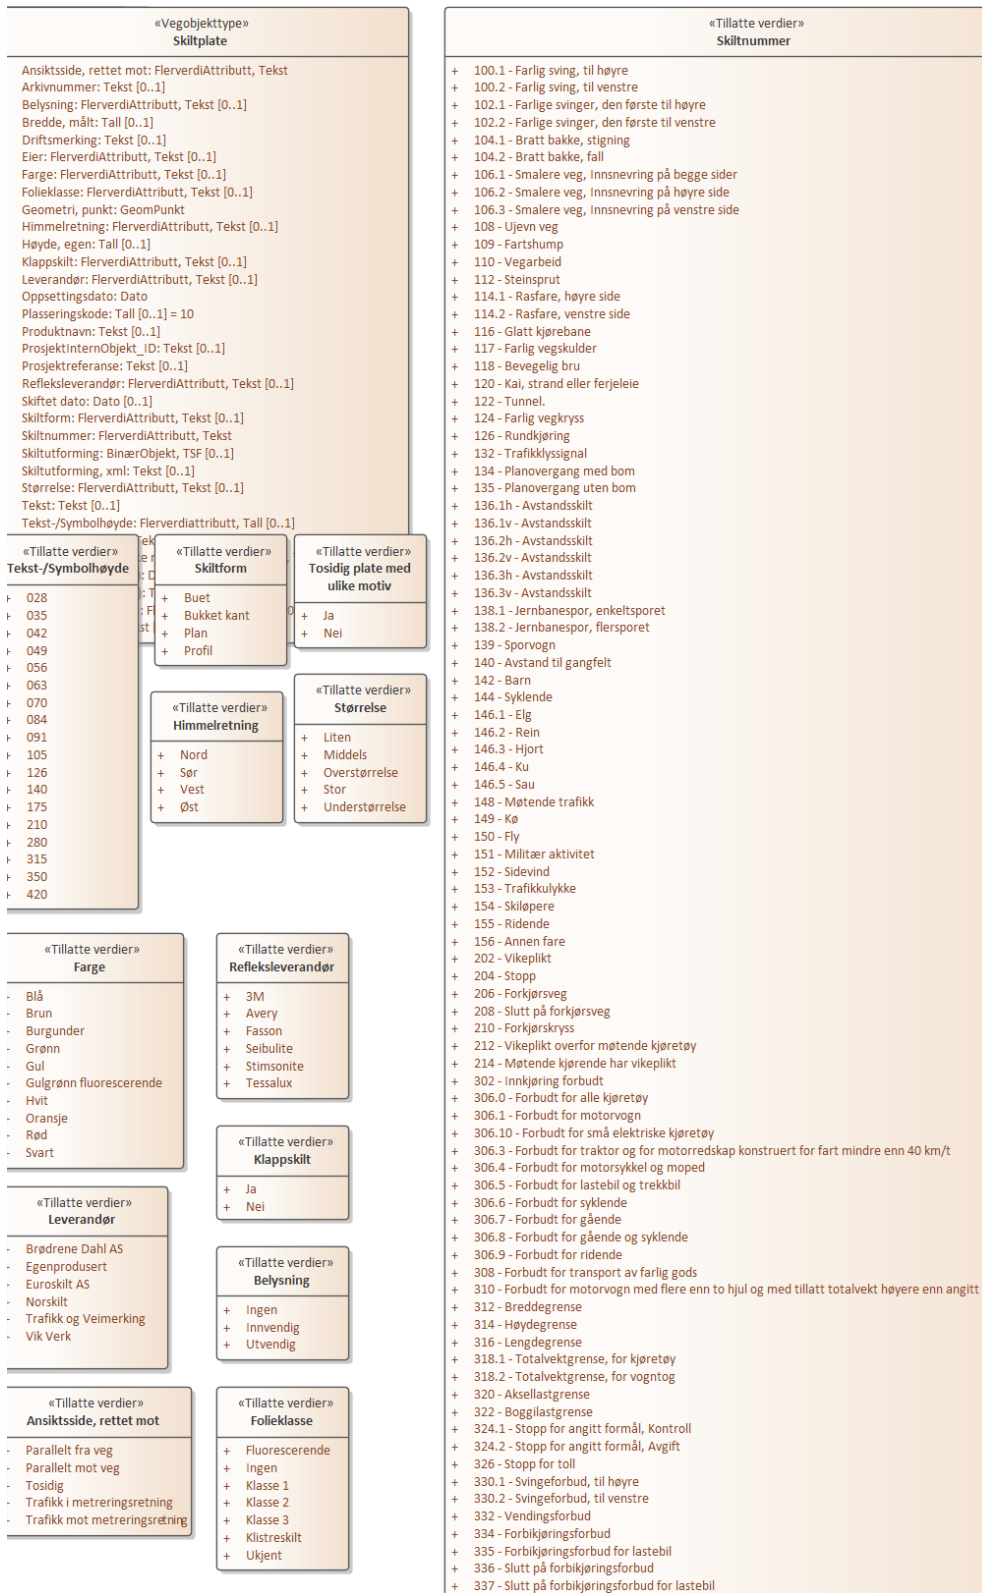 «Vegobjekttype»
Skiltplate
Ansiktsside, rettet mot: FlerverdiAttributt, Tekst
Arkivnummer: Tekst [0..1]
Belysning: FlerverdiAttributt, Tekst [0..1]
Bredde, målt: Tall [0..1]
Driftsmerking: Tekst [0..1]
Eier: FlerverdiAttributt, Tekst [0..1]
Farge: FlerverdiAttributt, Tekst [0..1]
Folieklasse: FlerverdiAttributt, Tekst [0..1]
Geometri, punkt: GeomPunkt
Himmelretning: FlerverdiAttributt, Tekst [0..1]
Høyde, egen: Tall [0..1]
Klappskilt: FlerverdiAttributt, Tekst [0..1]
Leverandør: FlerverdiAttributt, Tekst [0..1]
Oppsettingsdato: Dato
Plasseringskode: Tall [0..1] = 10
Produktnavn: Tekst [0..1]
ProsjektInternObjekt_ID: Tekst [0..1]
Prosjektreferanse: Tekst [0..1]
Refleksleverandør: FlerverdiAttributt, Tekst [0..1]
Skiftet dato: Dato [0..1]
Skiltform: FlerverdiAttributt, Tekst [0..1]
Skiltnummer: FlerverdiAttributt, Tekst
Skiltutforming: BinærObjekt, TSF [0..1]
Skiltutforming, xml: Tekst [0..1]
Størrelse: FlerverdiAttributt, Tekst [0..1]
Tekst: Tekst [0..1]
Tekst-/Symbolhøyde: Flerverdiattributt, Tall [0..1]
«Tillatte verdier»
Tekst-/Symbolhøyde
+ 028
+ 035
+ 042
+ 049
+ 056
+ 063
+ 070
+ 084
+ 091
+ 105
+ 126
+ 140
+ 175
+ 210
+ 280
+ 315
+ 350
+ 420
«Tillatte verdier»
Skiltform
+ Buet
+ Bukket kant
+ Plan
+ Profil
«Tillatte verdier»
Tosidig plate med
ulike motiv
+ Ja
+ Nei
«Tillatte verdier»
Himmelretning
+ Nord
+ Sør
+ Vest
+ Øst
«Tillatte verdier»
Størrelse
+ Liten
+ Middels
+ Overstørrelse
+ Stor
+ Understørrelse
«Tillatte verdier»
Farge
- Blå
- Brun
- Burgunder
- Grønn
- Gul
- Gulgrønn fluorescerende
- Hvit
- Oransje
- Rød
- Svart
«Tillatte verdier»
Refleksleverandør
+ 3M
+ Avery
+ Fasson
+ Seibulite
+ Stimsonite
+ Tessalux
«Tillatte verdier»
Klappskilt
+ Ja
+ Nei
«Tillatte verdier»
Leverandør
- Brødrene Dahl AS
- Egenprodusert
- Euroskilt AS
- Norskilt
- Trafikk og Veimerking
- Vik Verk
«Tillatte verdier»
Belysning
+ Ingen
+ Innvendig
+ Utvendig
«Tillatte verdier»
Ansiktsside, rettet mot
- Parallelt fra veg
- Parallelt mot veg
- Tosidig
- Trafikk i metreringsretning
- Trafikk mot metreringsretning
«Tillatte verdier»
Folieklasse
+ Fluorescerende
+ Ingen
+ Klasse 1
+ Klasse 2
+ Klasse 3
+ Klistreskilt
+ Ukjent
«Tillatte verdier»
Skiltnummer
+ 100.1 - Farlig sving, til høyre
+ 100.2 - Farlig sving, til venstre
+ 102.1 - Farlige svinger, den første til høyre
+ 102.2 - Farlige svinger, den første til venstre
+ 104.1 - Bratt bakke, stigning
+ 104.2 - Bratt bakke, fall
+ 106.1 - Smalere veg, Innsnevring på begge sider
+ 106.2 - Smalere veg, Innsnevring på høyre side
+ 106.3 - Smalere veg, Innsnevring på venstre side
+ 108 - Ujevn veg
+ 109 - Fartshump
+ 110 - Vegarbeid
+ 112 - Steinsprut
+ 114.1 - Rasfare, høyre side
+ 114.2 - Rasfare, venstre side
+ 116 - Glatt kjørebane
+ 117 - Farlig vegskulder
+ 118 - Bevegelig bru
+ 120 - Kai, strand eller ferjeleie
+ 122 - Tunnel.
+ 124 - Farlig vegkryss
+ 126 - Rundkjøring
+ 132 - Trafikklyssignal
+ 134 - Planovergang med bom
+ 135 - Planovergang uten bom
+ 136.1h - Avstandsskilt
+ 136.1v - Avstandsskilt
+ 136.2h - Avstandsskilt
+ 136.2v - Avstandsskilt
+ 136.3h - Avstandsskilt
+ 136.3v - Avstandsskilt
+ 138.1 - Jernbanespor, enkeltsporet
+ 138.2 - Jernbanespor, flersporet
+ 139 - Sporvogn
+ 140 - Avstand til gangfelt
+ 142 - Barn
+ 144 - Syklende
+ 146.1 - Elg
+ 146.2 - Rein
+ 146.3 - Hjort
+ 146.4 - Ku
+ 146.5 - Sau
+ 148 - Møtende trafikk
+ 149 - Kø
+ 150 - Fly
+ 151 - Militær aktivitet
+ 152 - Sidevind
+ 153 - Trafikkulykke
+ 154 - Skiløpere
+ 155 - Ridende
+ 156 - Annen fare
+ 202 - Vikeplikt
+ 204 - Stopp
+ 206 - Forkjørsveg
+ 208 - Slutt på forkjørsveg
+ 210 - Forkjørskryss
+ 212 - Vikeplikt overfor møtende kjøretøy
+ 214 - Møtende kjørende har vikeplikt
+ 302 - Innkjøring forbudt
+ 306.0 - Forbudt for alle kjøretøy
+ 306.1 - Forbudt for motorvogn
+ 306.10 - Forbudt for små elektriske kjøretøy
+ 306.3 - Forbudt for traktor og for motorredskap konstruert for fart mindre enn 40 km/t
+ 306.4 - Forbudt for motorsykkel og moped
+ 306.5 - Forbudt for lastebil og trekkbil
+ 306.6 - Forbudt for syklende
+ 306.7 - Forbudt for gående
+ 306.8 - Forbudt for gående og syklende
+ 306.9 - Forbudt for ridende
+ 308 - Forbudt for transport av farlig gods
+ 310 - Forbudt for motorvogn med flere enn to hjul og med tillatt totalvekt høyere enn angitt
+ 312 - Breddegrense
+ 314 - Høydegrense
+ 316 - Lengdegrense
+ 318.1 - Totalvektgrense, for kjøretøy
+ 318.2 - Totalvektgrense, for vogntog
+ 320 - Aksellastgrense
+ 322 - Boggilastgrense
+ 324.1 - Stopp for angitt formål, Kontroll
+ 324.2 - Stopp for angitt formål, Avgift
+ 326 - Stopp for toll
+ 330.1 - Svingeforbud, til høyre
+ 330.2 - Svingeforbud, til venstre
+ 332 - Vendingsforbud
+ 334 - Forbikjøringsforbud
+ 335 - Forbikjøringsforbud for lastebil
+ 336 - Slutt på forbikjøringsforbud
+ 337 - Slutt på forbikjøringsforbud for lastebil